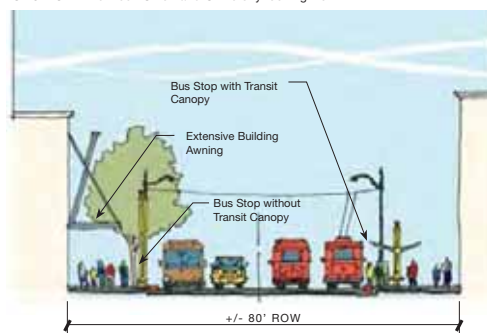 Bus Stop with Transit
Canopy
Extensive Building
Awning
Bus Stop without
Transit Canopy
+/- 80' ROW